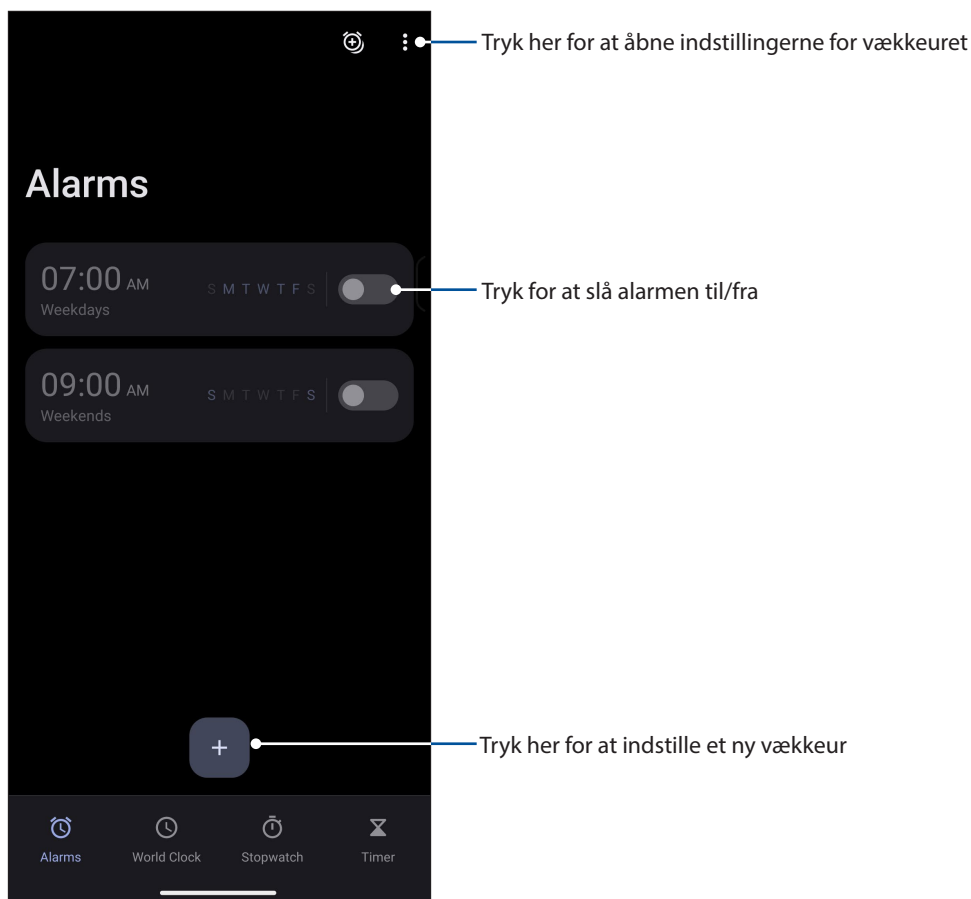 Tryk her for at åbne indstillingerne for vækkeuret
Alarms
07:00 AM S M T W T F S
Weekdays
Tryk for at slå alarmen til/fra
09:00 AM S M T W T F S
Weekends
+
Tryk her for at indstille et ny vækkeur
Alarms World Clock Stopwatch Timer